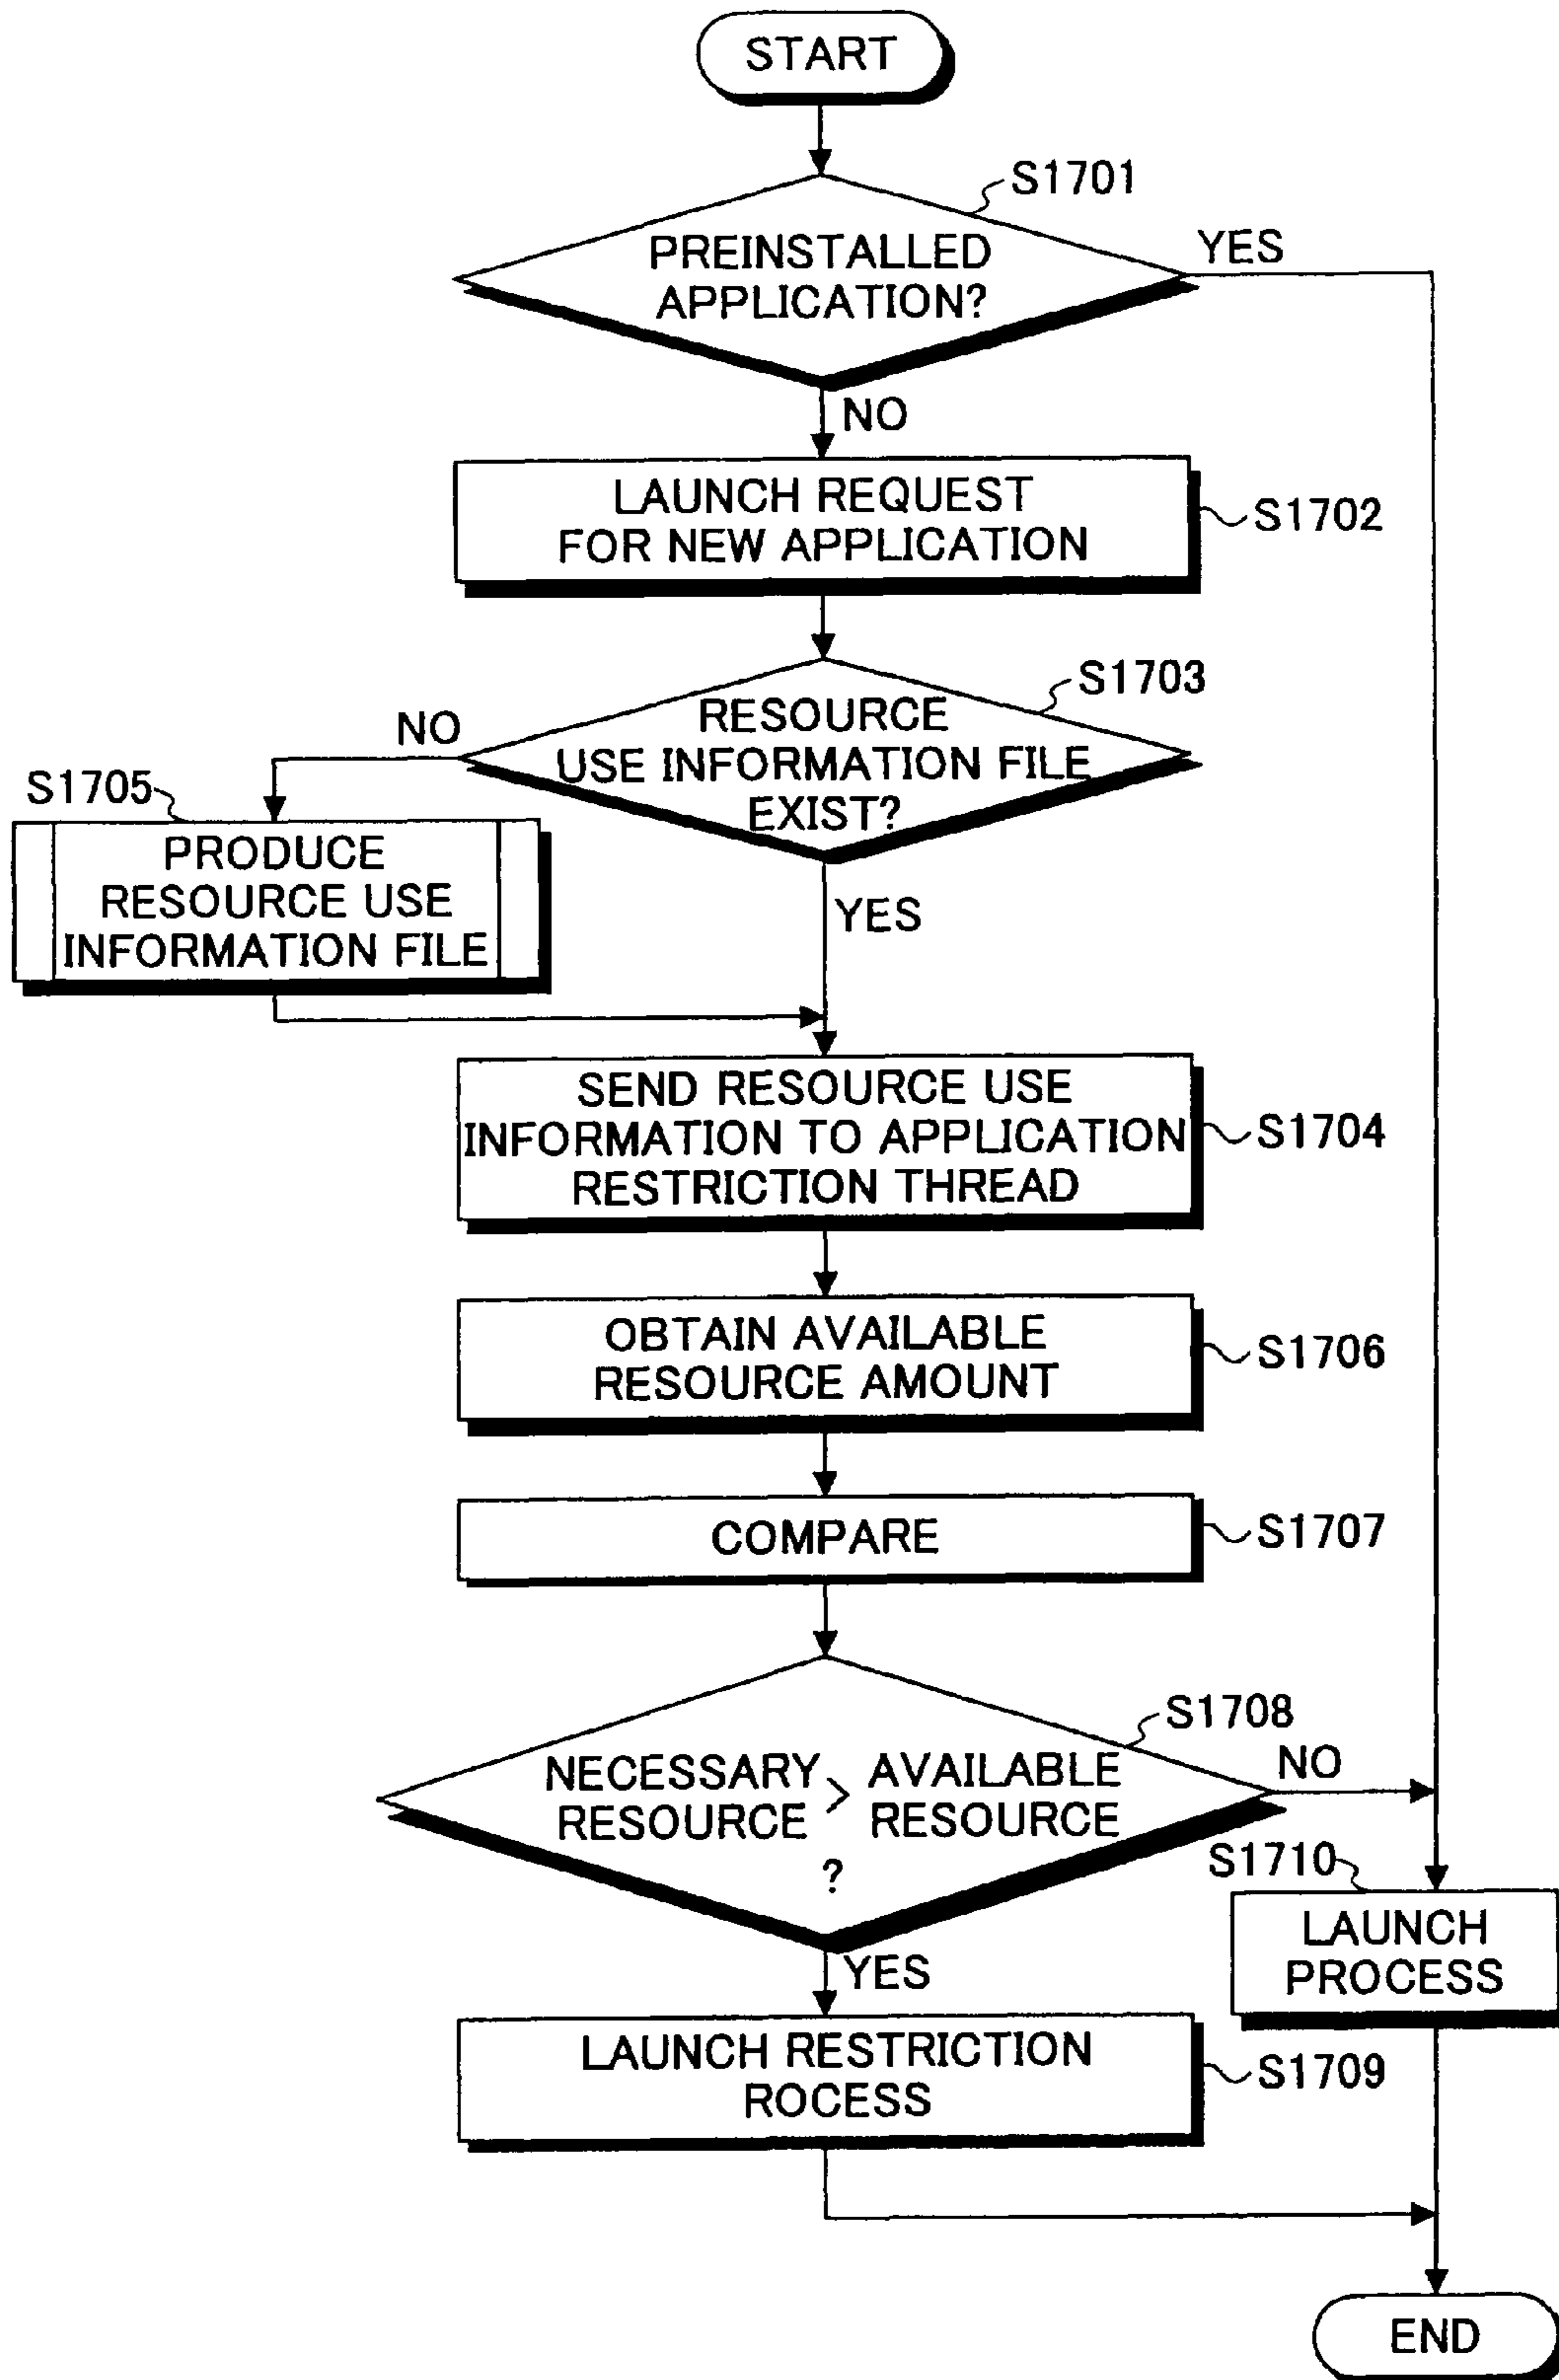 START
S1701
PREINSTALLED
APPLICATION?
YES
NO
LAUNCH REQUEST
FOR NEW APPLICATION
S1702
S1703
RESOURCE
USE INFORMATION FILE
EXIST?
NO
YES
S1705
PRODUCE
RESOURCE USE
INFORMATION FILE
SEND RESOURCE USE
INFORMATION TO APPLICATION
RESTRICTION THREAD
S1704
OBTAIN AVAILABLE
RESOURCE AMOUNT
S1706
COMPARE
S1707
S1708
NECESSARY > AVAILABLE
RESOURCE RESOURCE
?
NO
YES
S1710
LAUNCH
PROCESS
LAUNCH RESTRICTION
ROCESS
S1709
END